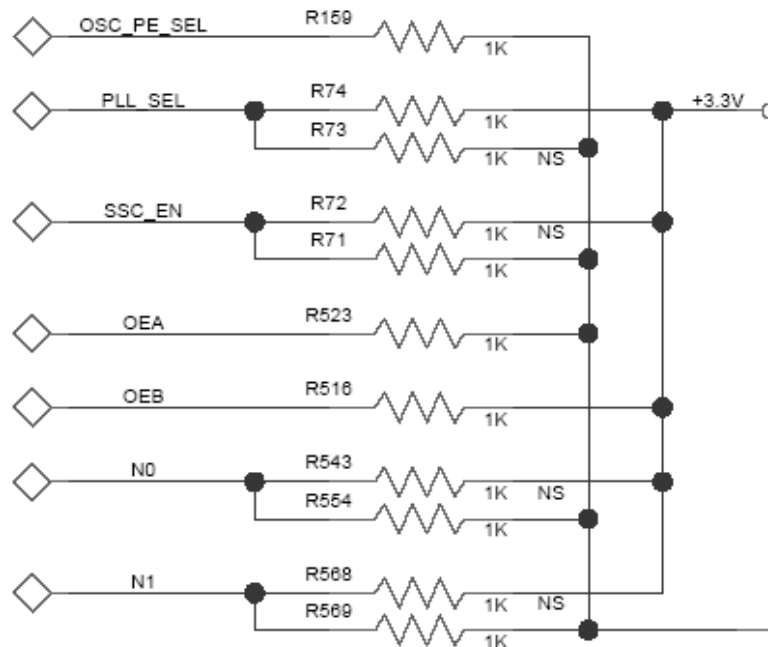 OSC_PE_SEL R159 1K
PLL_SEL R74 1K +3.3V
R73 1K NS
SSC_EN R72 1K NS
R71 1K
OEA R523 1K
OEB R516 1K
N0 R543 1K NS
R554 1K
N1 R568 1K NS
R569 1K